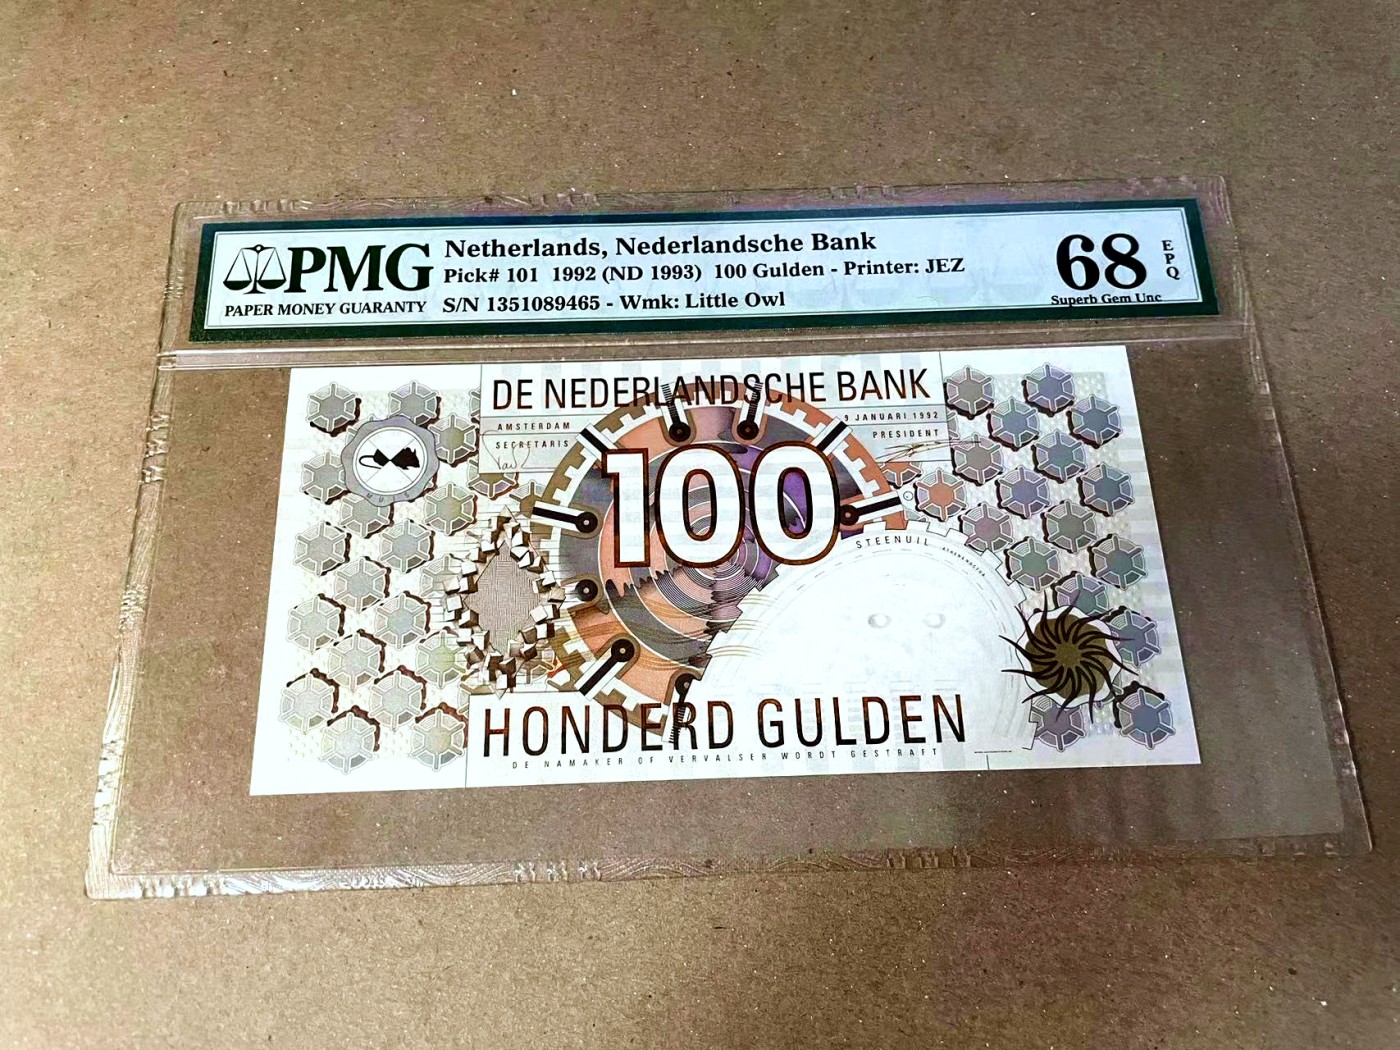 PMG
PAPER MONEY GUARANTY
Netherlands, Nederlandsche Bank
Pick# 101 1992 (ND 1993) 100 Gulden - Printer: JEZ
S/N 1351089465 - Wmk: Little Owl
68
EPQ
Superb Gem Unc
DE NEDERLANDSCHE BANK
AMSTERDAM
9 JANUARI 1992
SECRETARIS
PRESIDENT
100
STEENUIL
HONDERD GULDEN
DE NAMAKER OF VERVALSER WORDT GESTRAFT